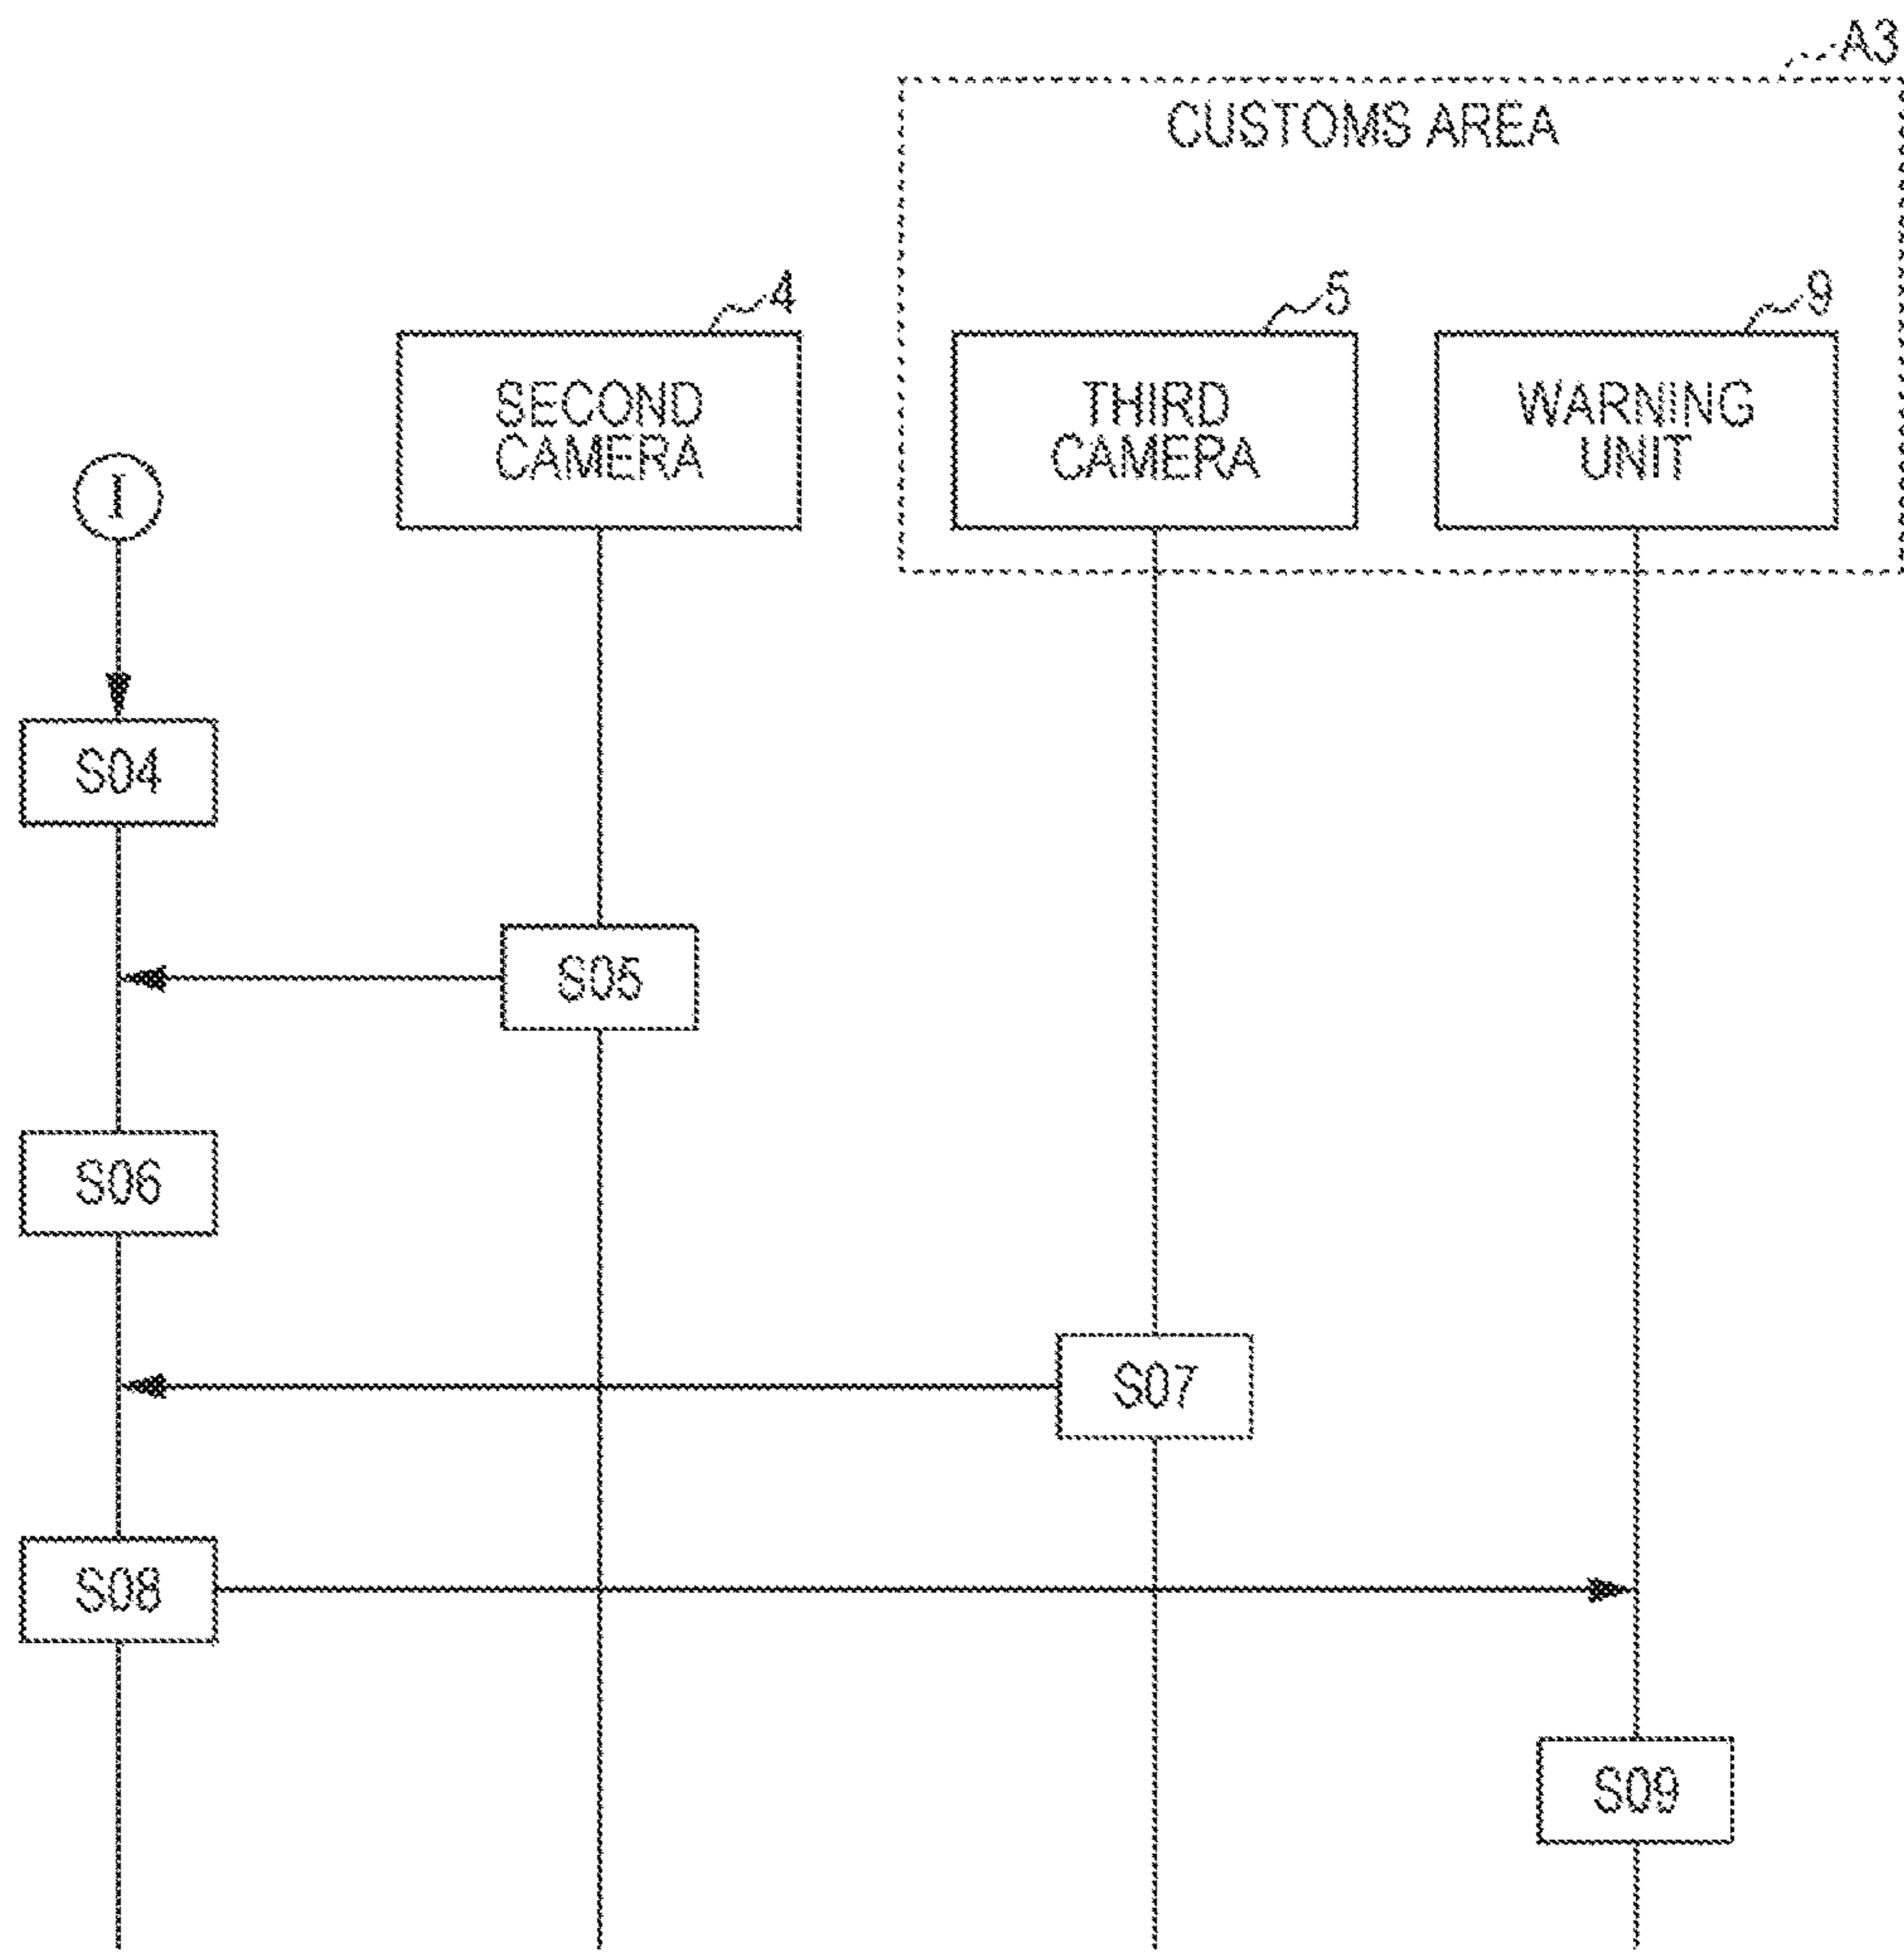 A3
CUSTOMS AREA
4
5
9
SECOND
CAMERA
THIRD
CAMERA
WARNING
UNIT
I
S04
S05
S06
S07
S08
S09